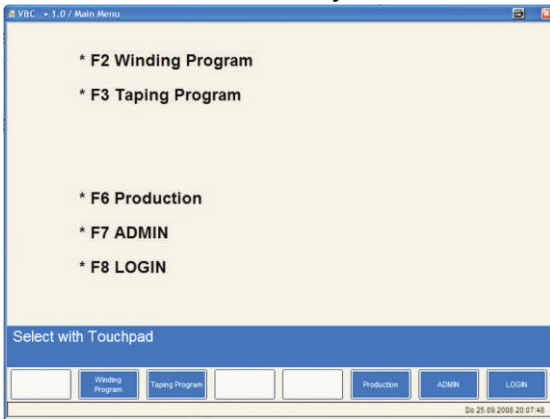 VBC - 1.0 / Main Menu
* F2 Winding Program
* F3 Taping Program
* F6 Production
* F7 ADMIN
* F8 LOGIN
Select with Touchpad
Winding
Program
Taping Program
Production
ADMIN
LOGIN
Do 25.09.2008 20:07:48